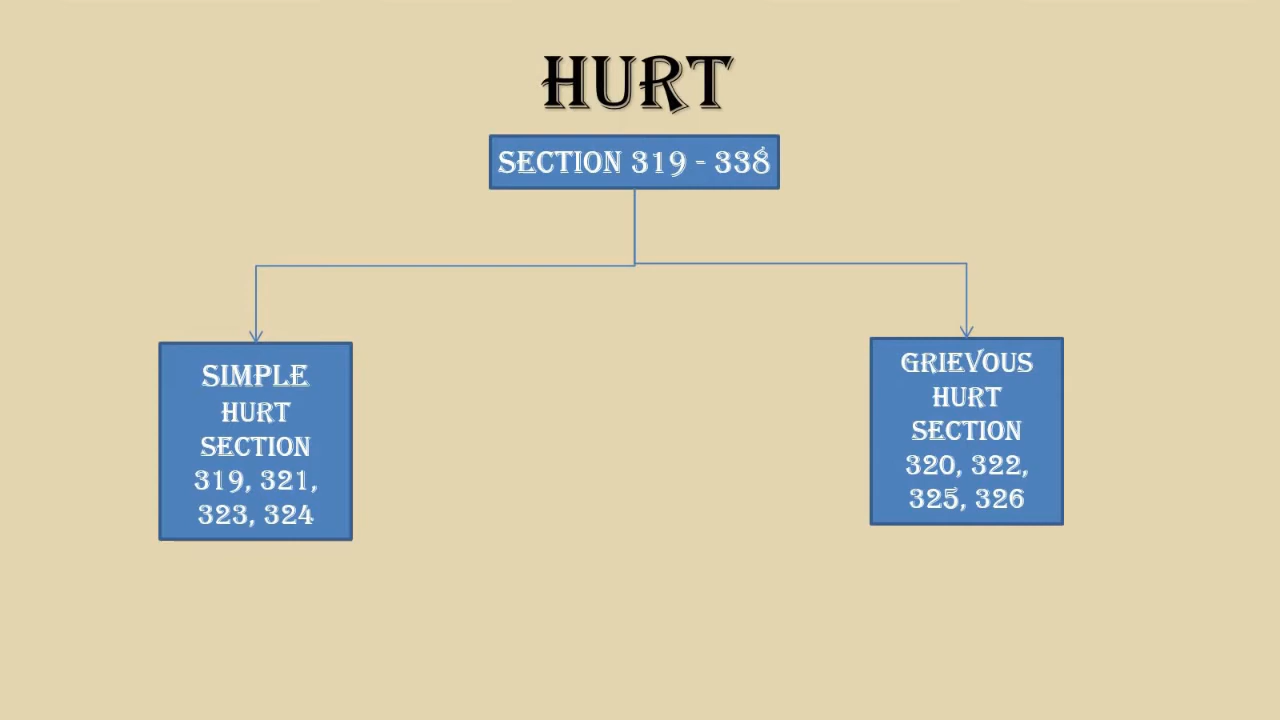 HURT
SECTION 319 - 338
SIMPLE
HURT
SECTION
319, 321,
323, 324
GRIEVOUS
HURT
SECTION
320, 322,
325, 326